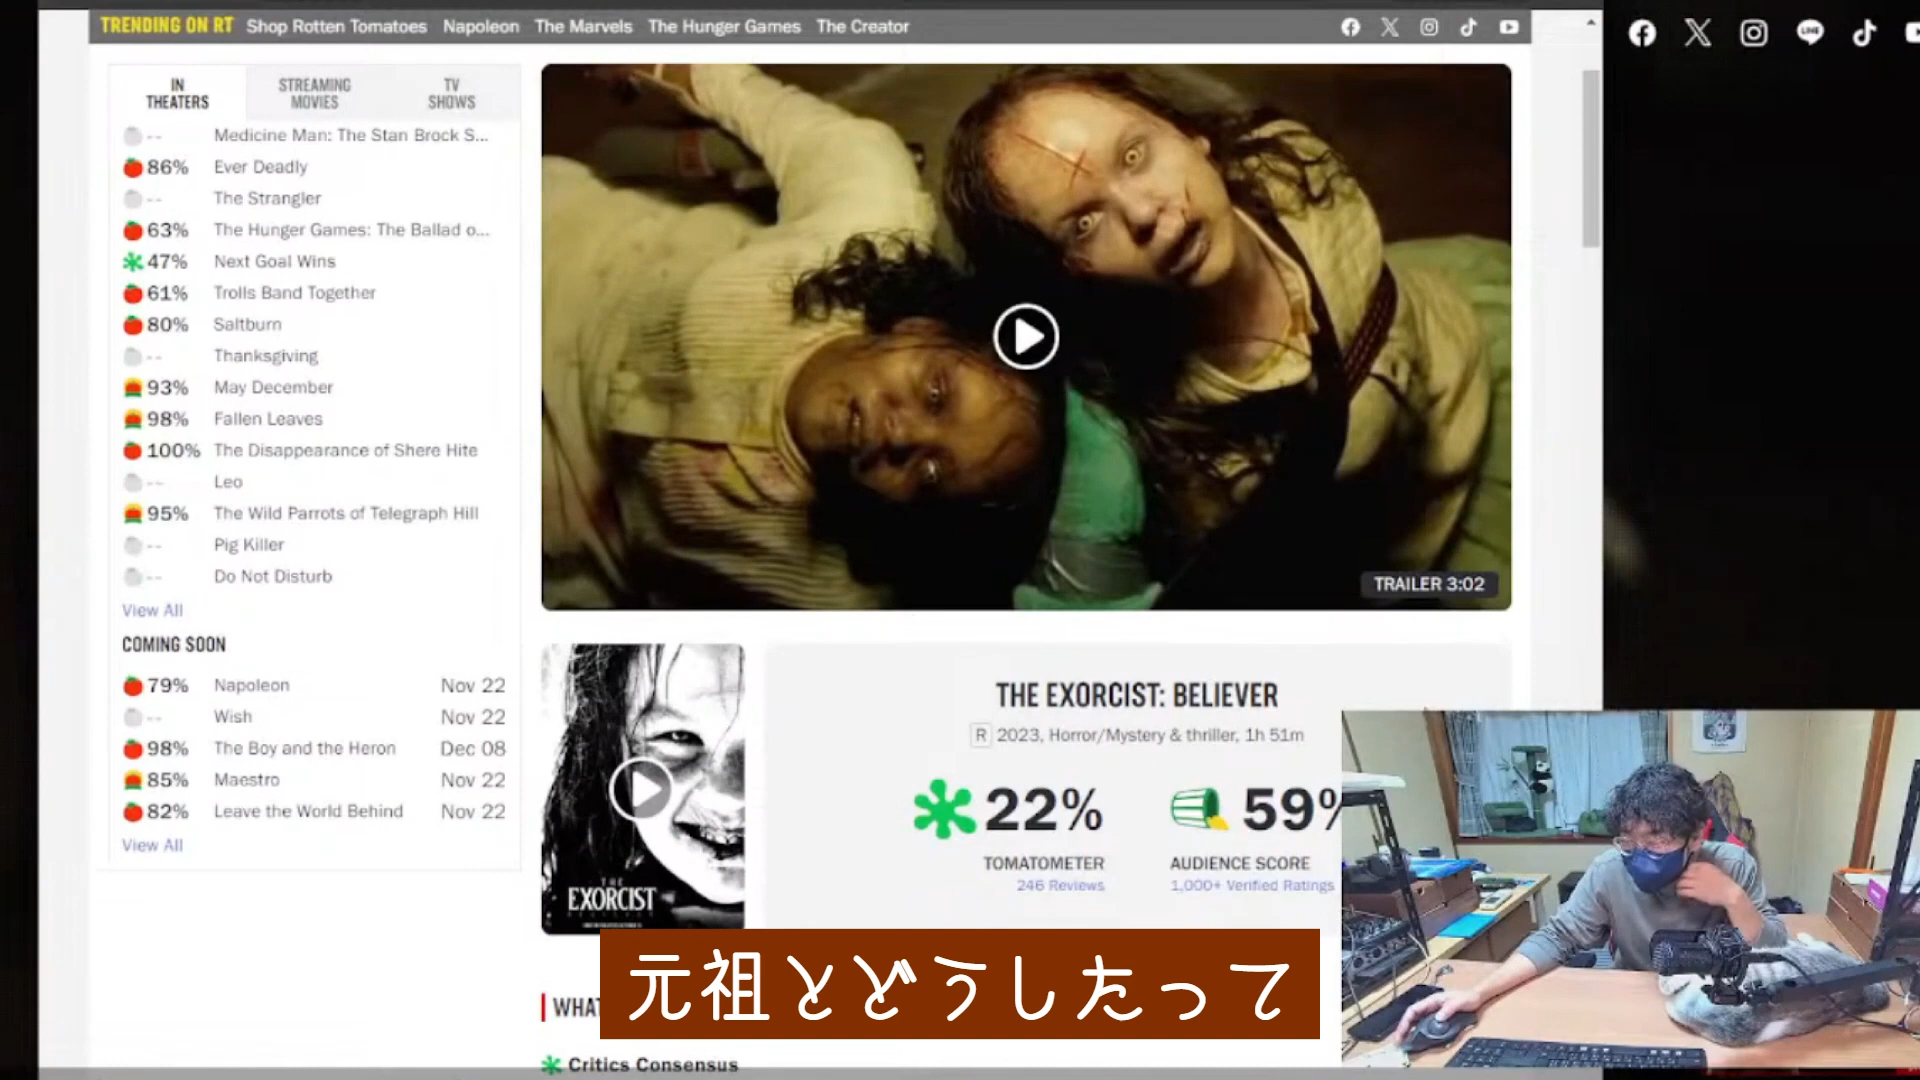 TRENDING ON RT Shop Rotten Tomatoes Napoleon The Marvels The Hunger Games The Creator
IN THEATERS
STREAMING MOVIES
TV SHOWS
-- Medicine Man: The Stan Brock S...
86% Ever Deadly
-- The Strangler
63% The Hunger Games: The Ballad o...
47% Next Goal Wins
61% Trolls Band Together
80% Saltburn
-- Thanksgiving
93% May December
98% Fallen Leaves
100% The Disappearance of Shere Hite
-- Leo
95% The Wild Parrots of Telegraph Hill
-- Pig Killer
-- Do Not Disturb
View All
COMING SOON
79% Napoleon Nov 22
-- Wish Nov 22
98% The Boy and the Heron Dec 08
85% Maestro Nov 22
82% Leave the World Behind Nov 22
View All
TRAILER 3:02
THE
EXORCIST
THE EXORCIST: BELIEVER
R 2023, Horror/Mystery & thriller, 1h 51m
22% 59%
TOMATOMETER AUDIENCE SCORE
246 Reviews 1,000+ Verified Ratings
WHAT
元祖とどうしたって
Critics Consensus
LINE